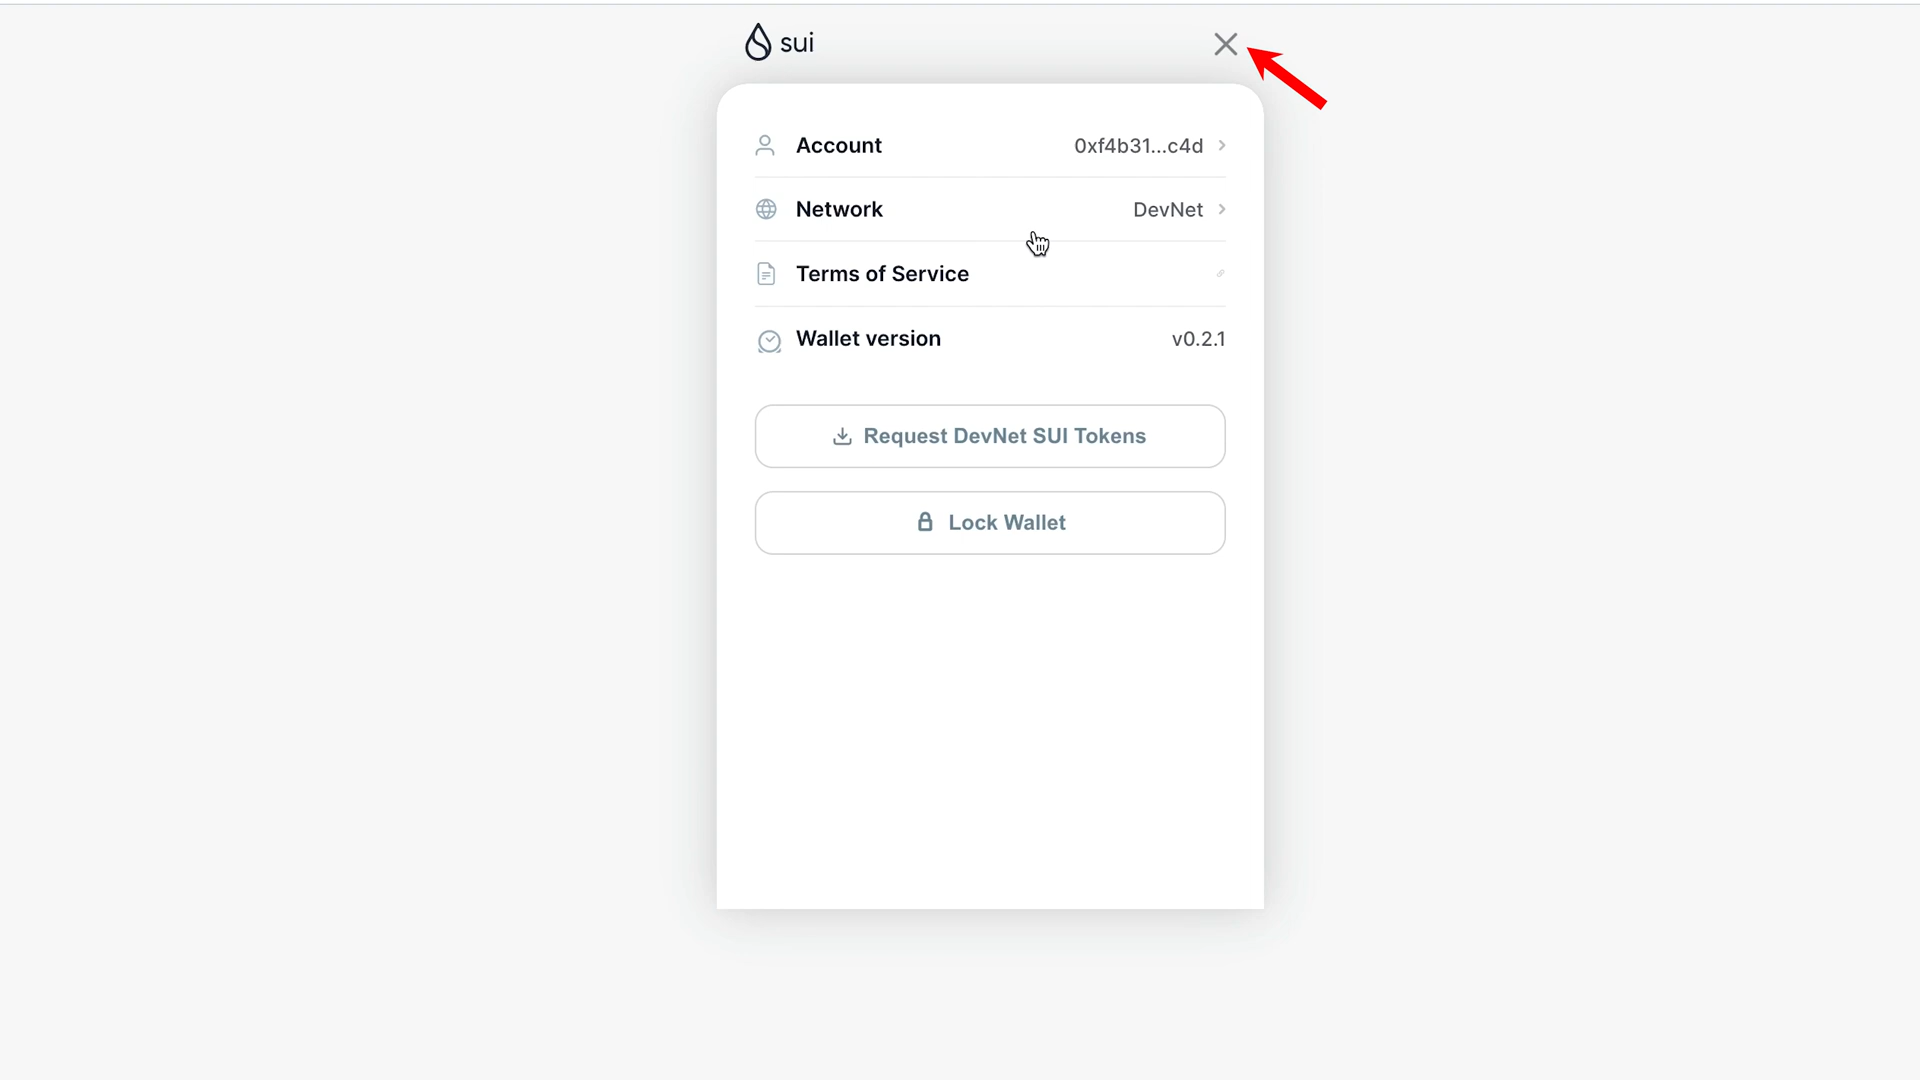 sui
Account 0xf4b31...c4d
Network DevNet
Terms of Service
Wallet version v0.2.1
Request DevNet SUI Tokens
Lock Wallet